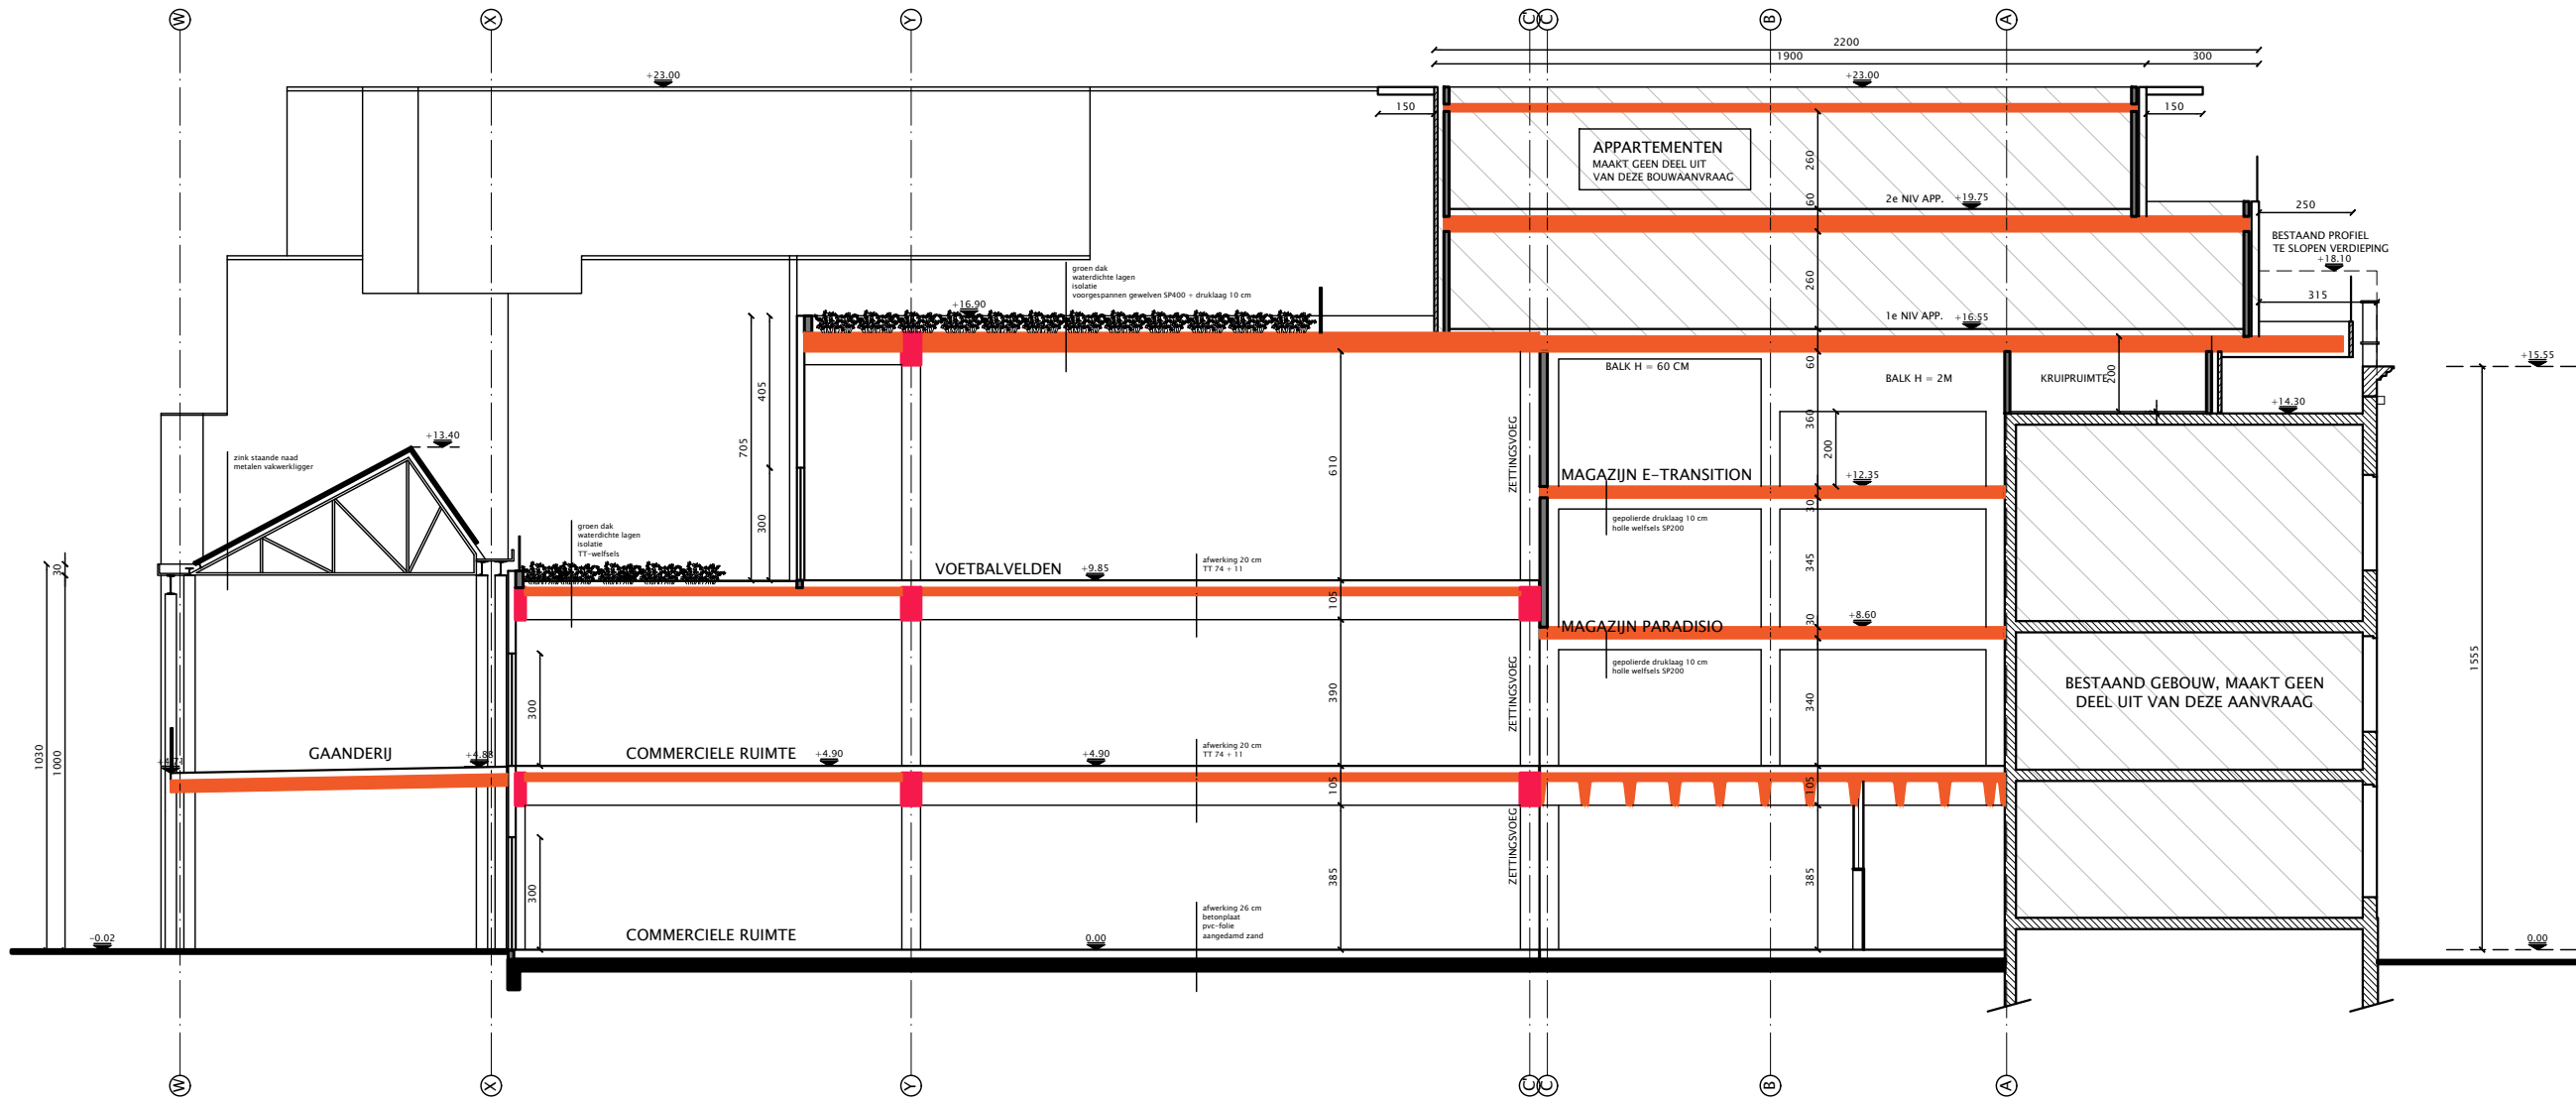 W
X
Y
C'
C
B
A
2200
1900
300
+23.00
+23.00
150
150
APPARTEMENTEN
MAAKT GEEN DEEL UIT
VAN DEZE BOUWAANVRAAG
260
60
2e NIV APP.
+19.75
250
BESTAAND PROFIEL
TE SLOPEN VERDIEPING
+18.10
groen dak
waterdichte lagen
isolatie
voorgespannen gewelven SP400 + druklaag 10 cm
+16.90
260
1e NIV APP.
+16.55
315
405
705
300
610
60
BALK H = 60 CM
BALK H = 2M
KRUIPRUIMTE
200
+15.55
+14.30
360
200
ZETTINGSVOEG
+13.40
zink staande naad
metalen vakwerkligger
MAGAZIJN E-TRANSITION
+12.35
30
gepolierde druklaag 10 cm
holle welfsels SP200
groen dak
waterdichte lagen
isolatie
TT-welfsels
30
VOETBALVELDEN
+9.85
afwerking 20 cm
TT 74 + 11
345
105
30
MAGAZIJN PARADISIO
+8.60
gepolierde druklaag 10 cm
holle welfsels SP200
1030
1000
300
390
ZETTINGSVOEG
340
BESTAAND GEBOUW, MAAKT GEEN
DEEL UIT VAN DEZE AANVRAAG
1555
GAANDERIJ
+4.88
COMMERCIELE RUIMTE
+4.90
+4.90
afwerking 20 cm
TT 74 + 11
105
105
300
385
ZETTINGSVOEG
385
afwerking 26 cm
betonplaat
pvc-folie
aangedamd zand
-0.02
COMMERCIELE RUIMTE
0.00
0.00
W
X
Y
C'
C
B
A